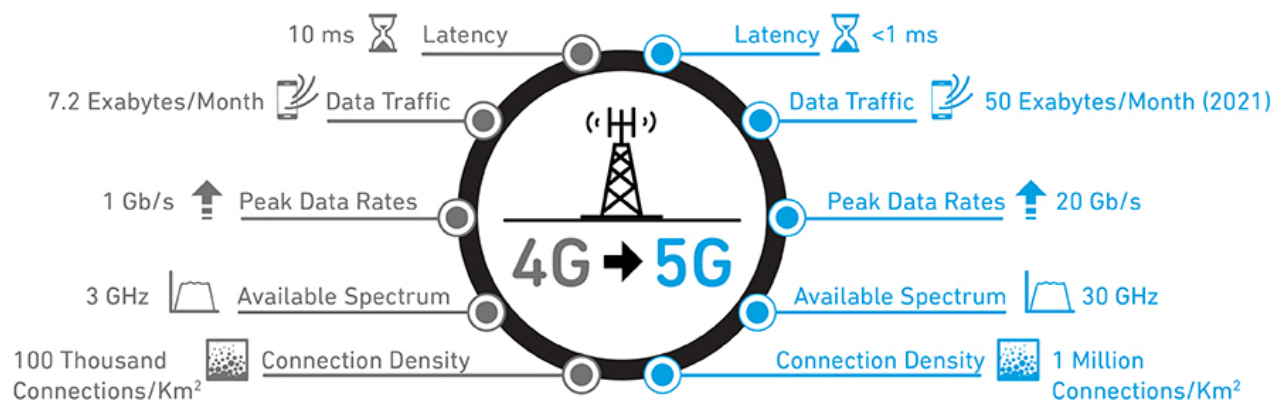 10 ms Latency
Latency <1 ms
7.2 Exabytes/Month Data Traffic
Data Traffic 50 Exabytes/Month (2021)
1 Gb/s Peak Data Rates
Peak Data Rates 20 Gb/s
4G 5G
3 GHz Available Spectrum
Available Spectrum 30 GHz
100 Thousand
Connections/Km²
Connection Density
Connection Density
1 Million
Connections/Km²